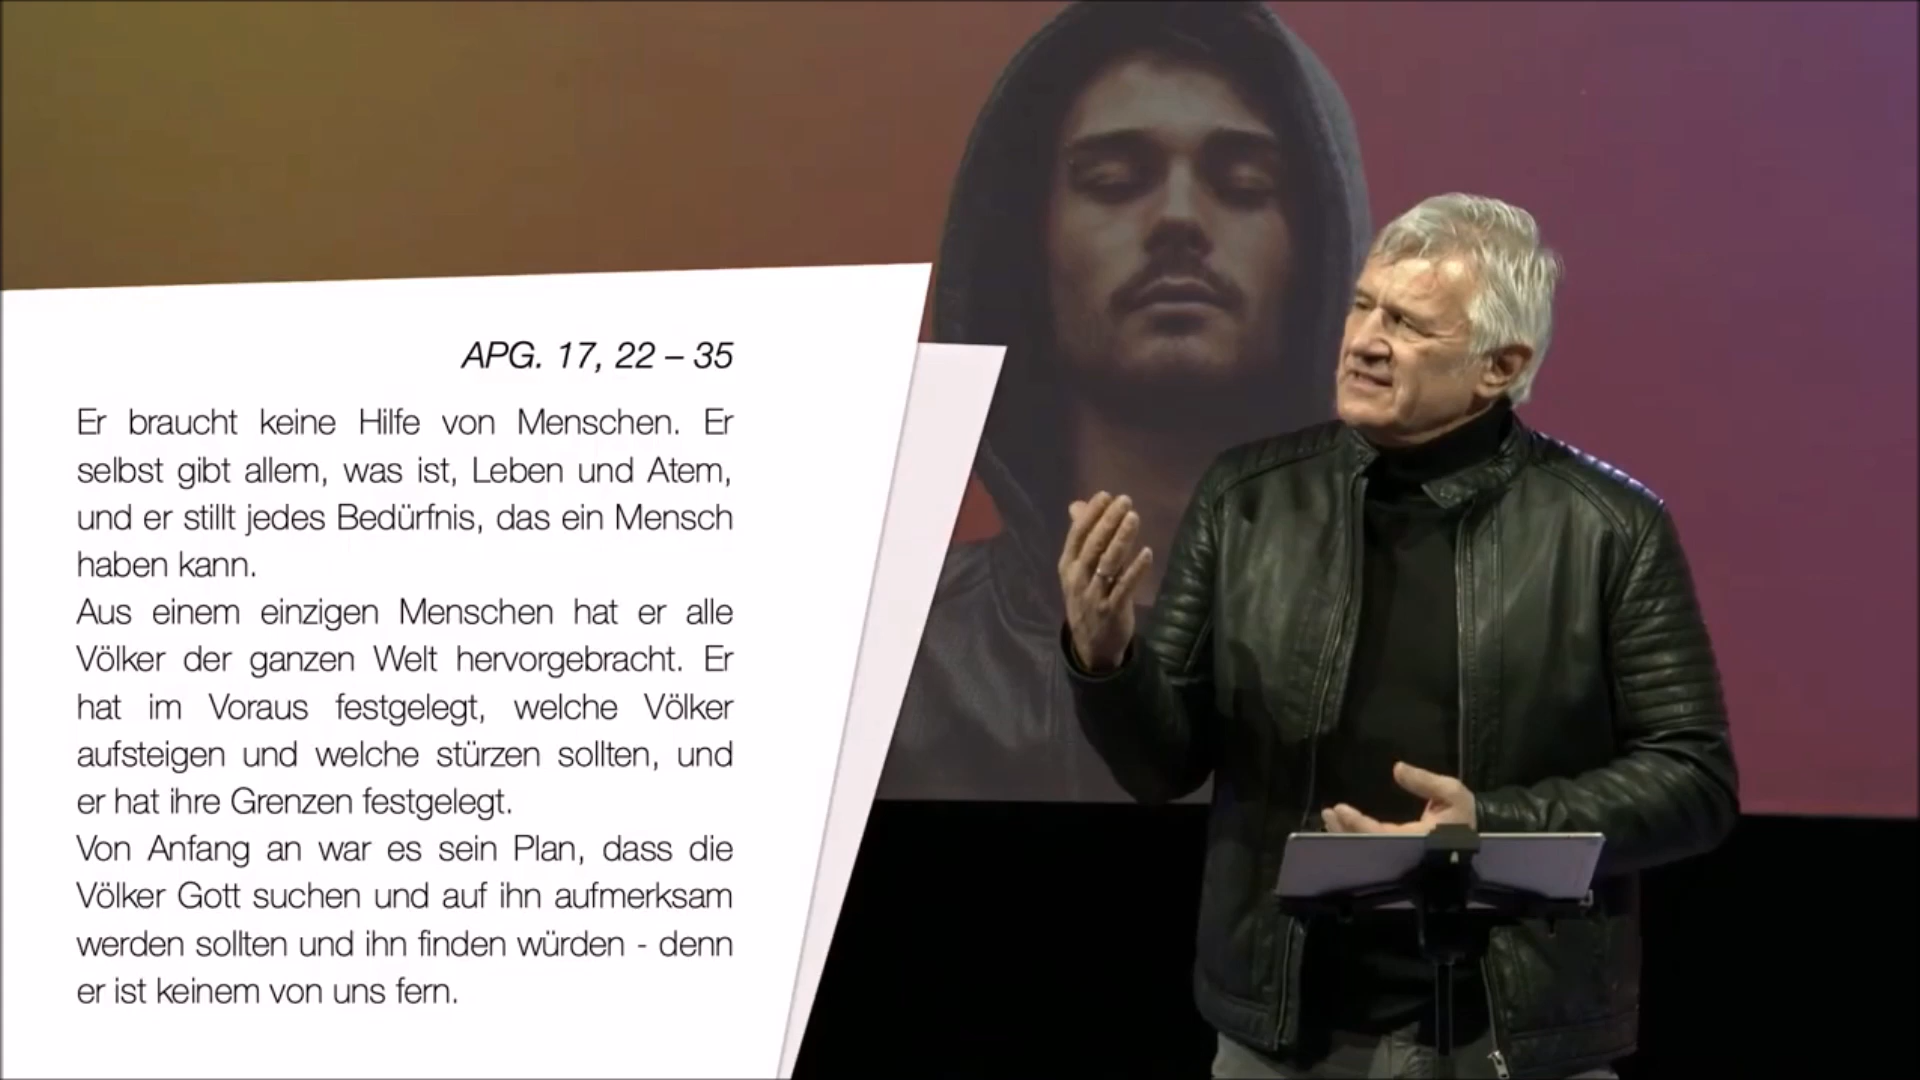 APG. 17, 22 – 35
Er braucht keine Hilfe von Menschen. Er
selbst gibt allem, was ist, Leben und Atem,
und er stillt jedes Bedürfnis, das ein Mensch
haben kann.
Aus einem einzigen Menschen hat er alle
Völker der ganzen Welt hervorgebracht. Er
hat im Voraus festgelegt, welche Völker
aufsteigen und welche stürzen sollten, und
er hat ihre Grenzen festgelegt.
Von Anfang an war es sein Plan, dass die
Völker Gott suchen und auf ihn aufmerksam
werden sollten und ihn finden würden - denn
er ist keinem von uns fern.